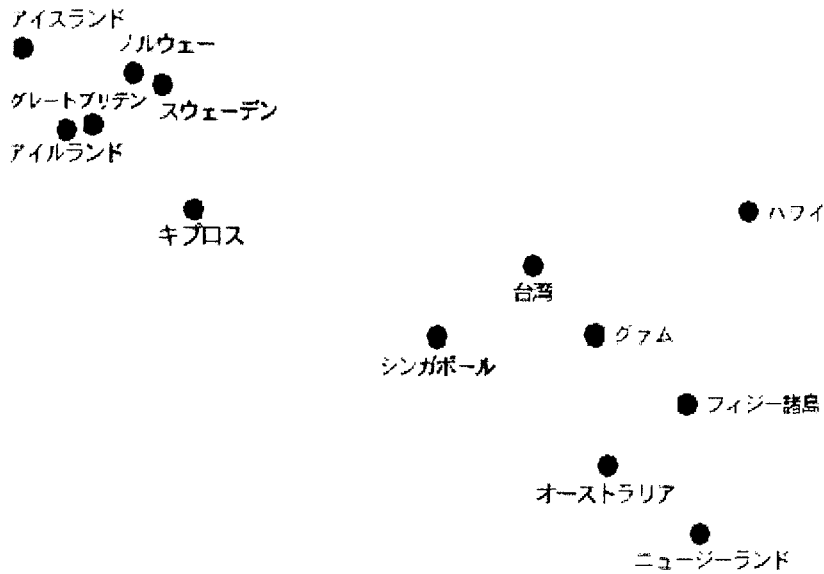 アイスランド
ノルウェー
グレートブリテン
スウェーデン
アイルランド
キプロス
ハワイ
台湾
グァム
シンガポール
フィジー諸島
オーストラリア
ニュージーランド